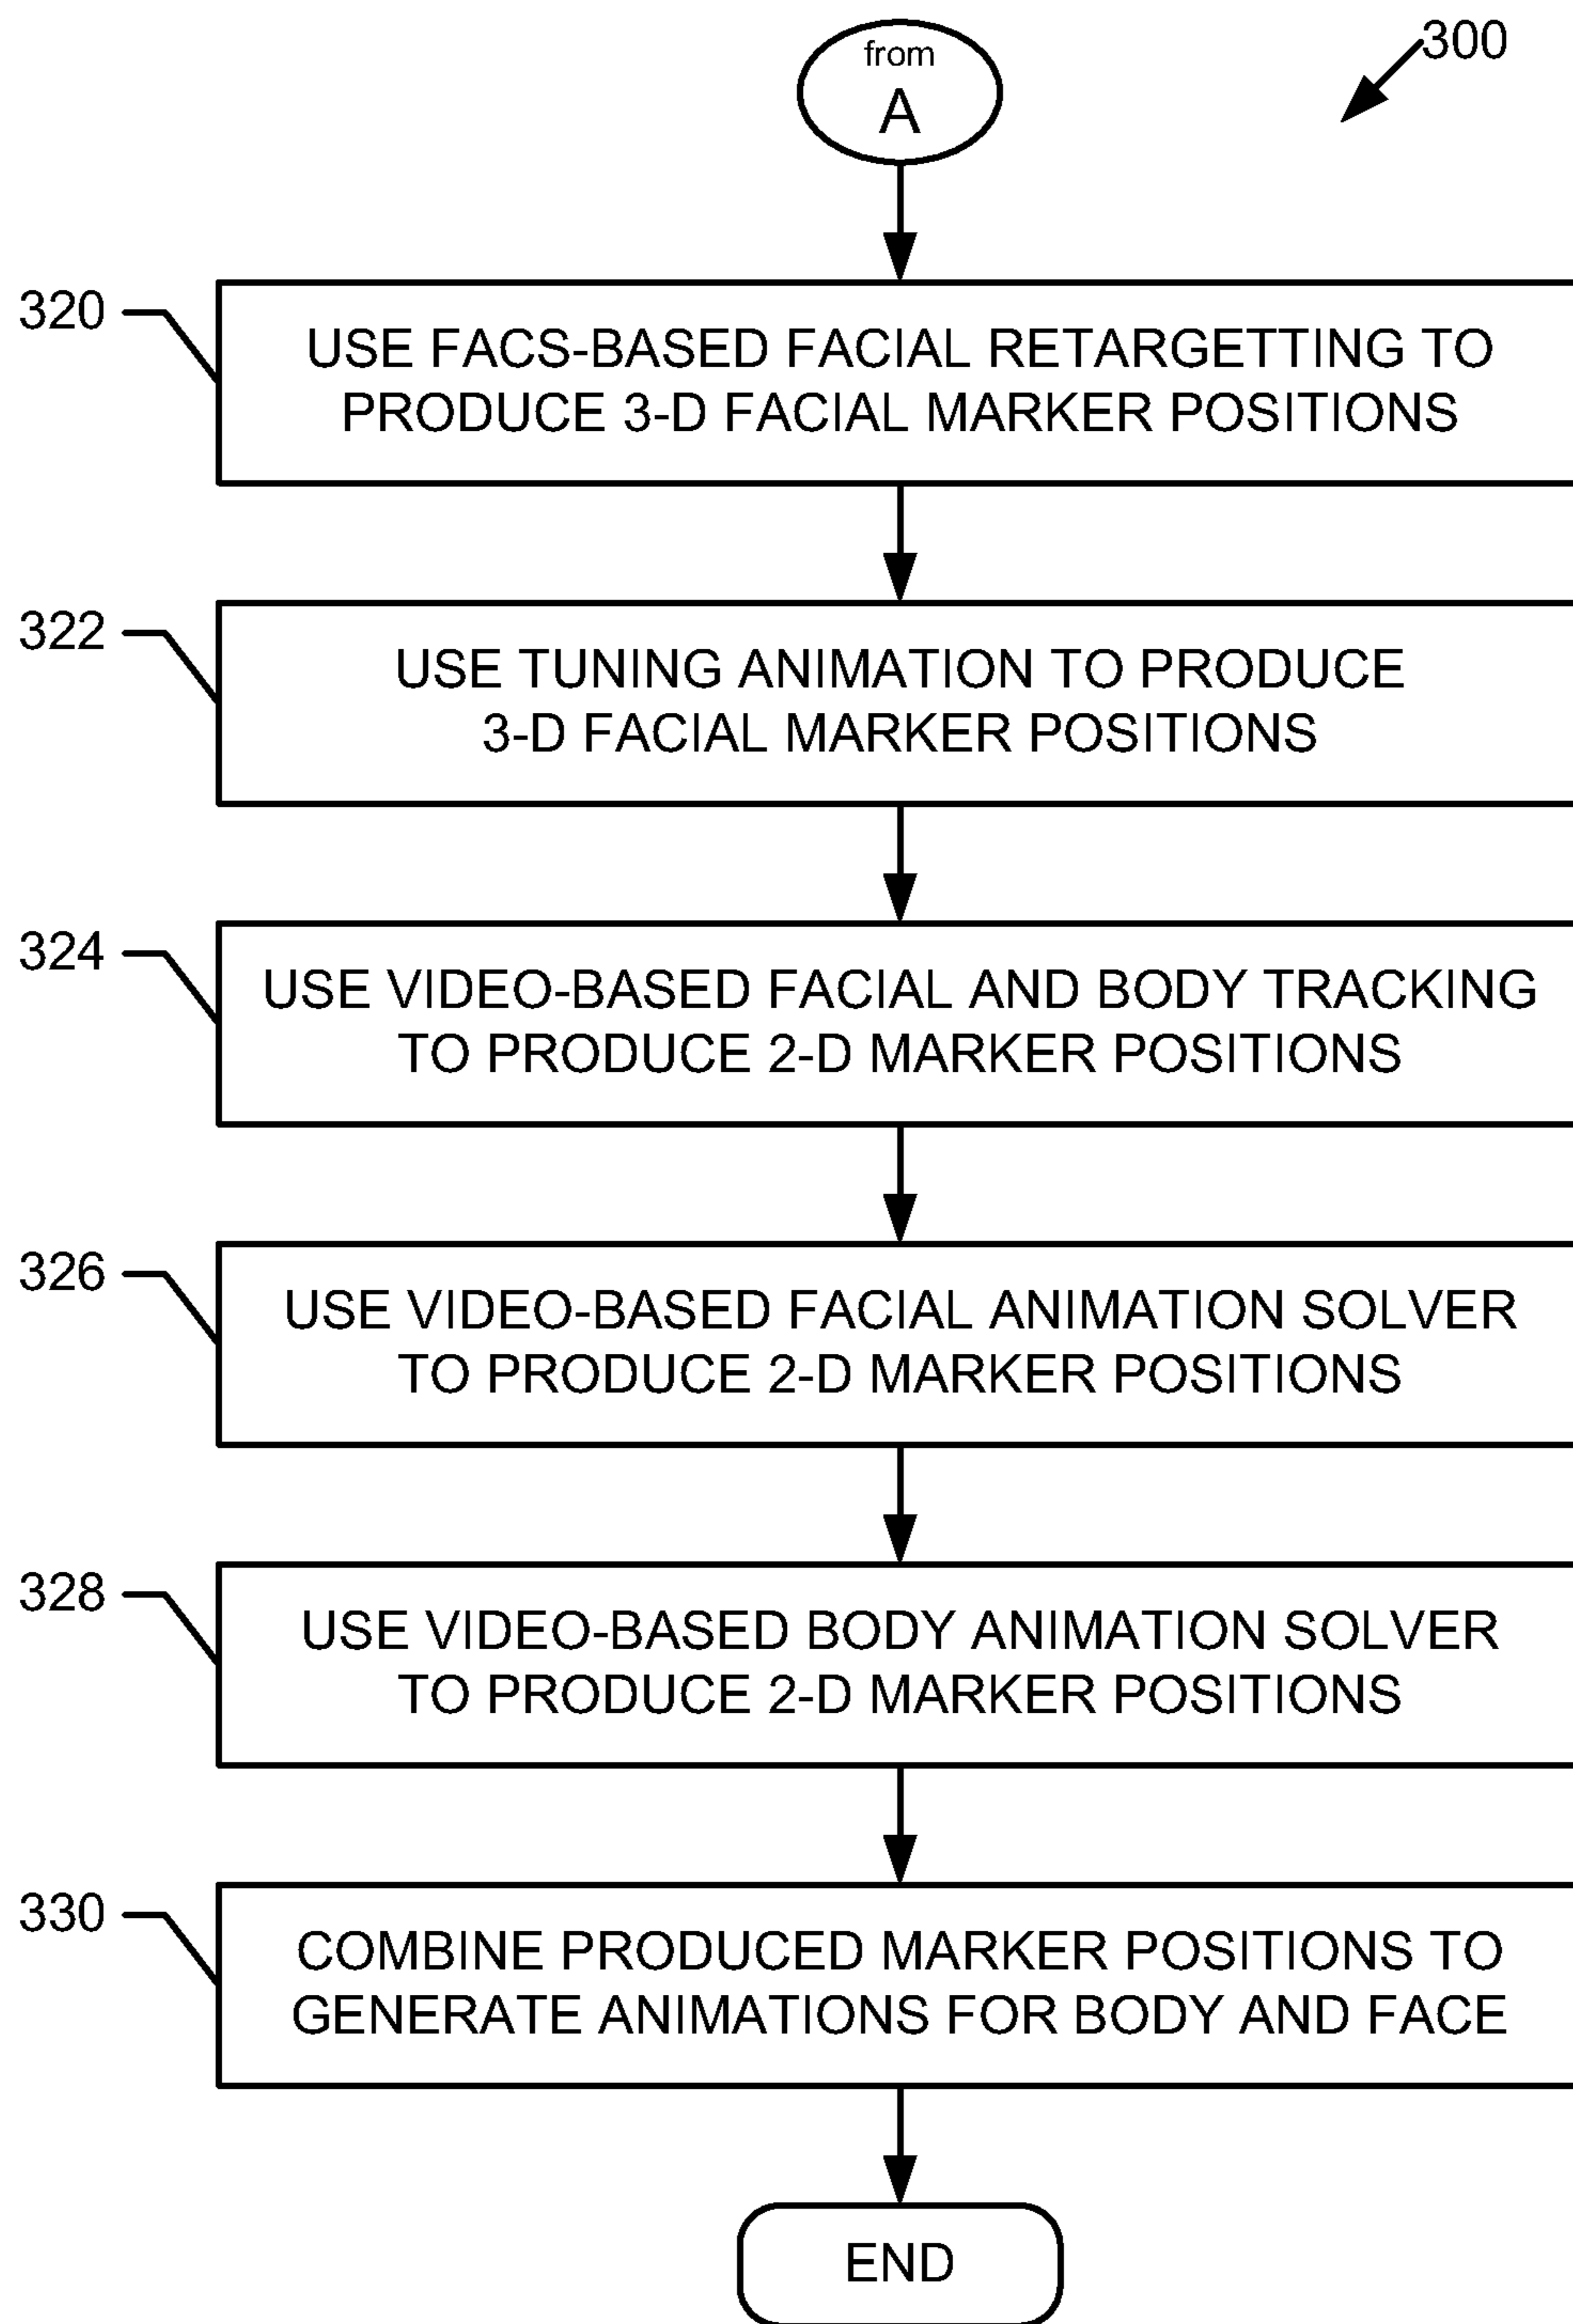 from
A
300
320
USE FACS-BASED FACIAL RETARGETTING TO
PRODUCE 3-D FACIAL MARKER POSITIONS
322
USE TUNING ANIMATION TO PRODUCE
3-D FACIAL MARKER POSITIONS
324
USE VIDEO-BASED FACIAL AND BODY TRACKING
TO PRODUCE 2-D MARKER POSITIONS
326
USE VIDEO-BASED FACIAL ANIMATION SOLVER
TO PRODUCE 2-D MARKER POSITIONS
328
USE VIDEO-BASED BODY ANIMATION SOLVER
TO PRODUCE 2-D MARKER POSITIONS
330
COMBINE PRODUCED MARKER POSITIONS TO
GENERATE ANIMATIONS FOR BODY AND FACE
END